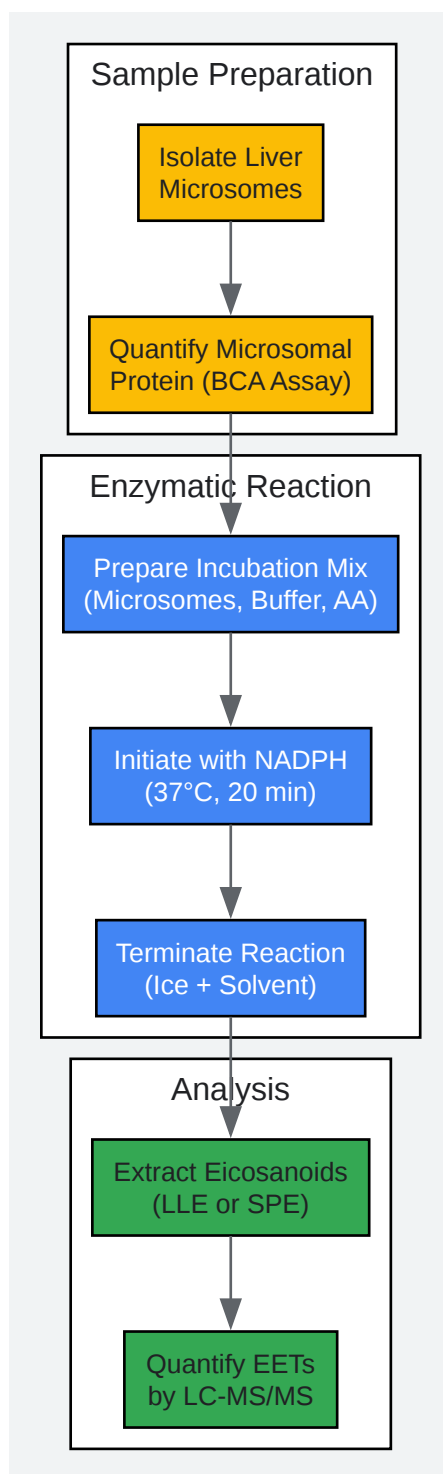 Sample Preparation
Isolate Liver
Microsomes
Quantify Microsomal
Protein (BCA Assay)
Enzymatic Reaction
Prepare Incubation Mix
(Microsomes, Buffer, AA)
Initiate with NADPH
(37°C, 20 min)
Terminate Reaction
(Ice + Solvent)
Analysis
Extract Eicosanoids
(LLE or SPE)
Quantify EETs
by LC-MS/MS